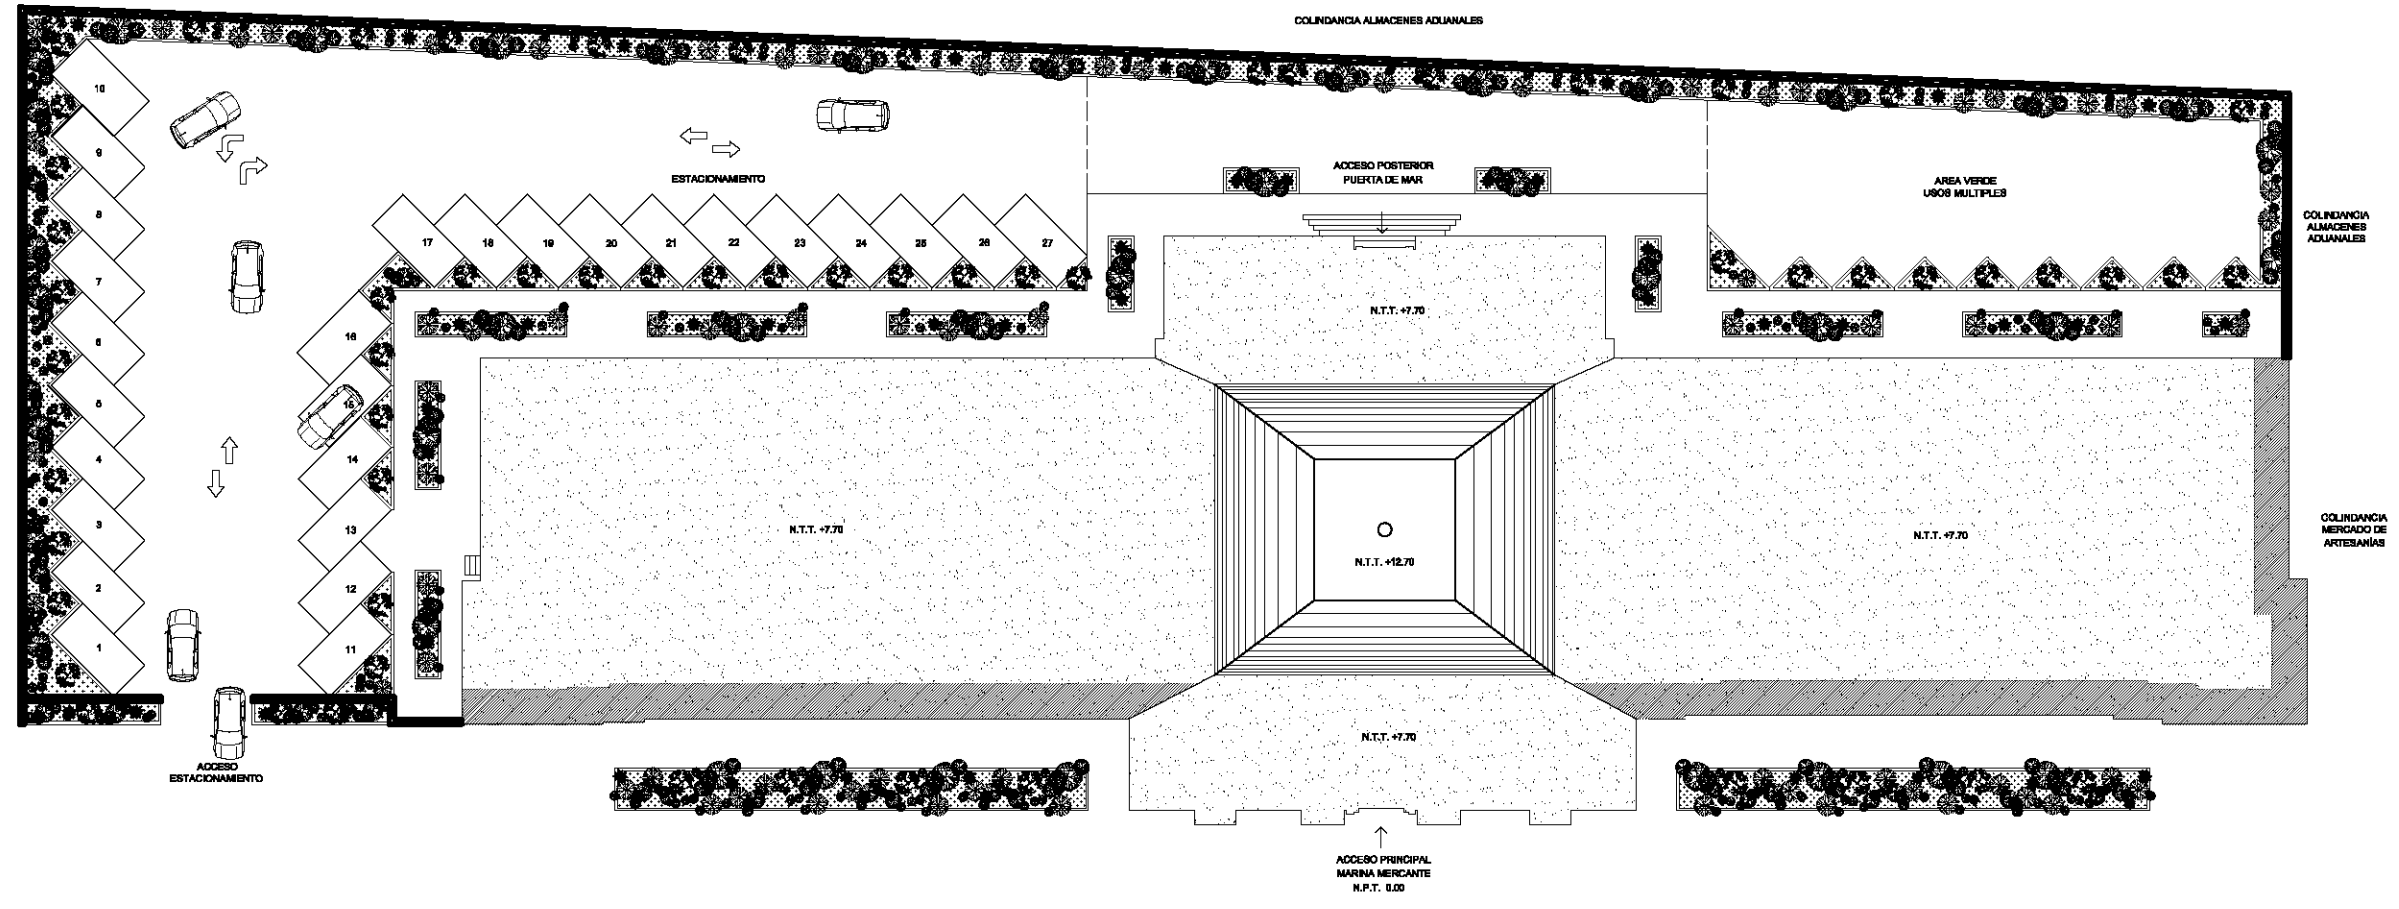 COLINDANCIA ALMACENES ADUANALES
10
9
8
7
6
5
4
3
2
1
ESTACIONAMIENTO
17
18
19
20
21
22
23
24
25
26
27
16
15
14
13
12
11
ACCESO POSTERIOR
PUERTA DE MAR
AREA VERDE
USOS MULTIPLES
COLINDANCIA
ALMACENES
ADUANALES
N.T.T. +7.70
N.T.T. +7.70
N.T.T. +12.70
N.T.T. +7.70
COLINDANCIA
MERCADO DE
ARTESANÍAS
N.T.T. +7.70
ACCESO
ESTACIONAMIENTO
ACCESO PRINCIPAL
MARINA MERCANTE
N.P.T. 0.00